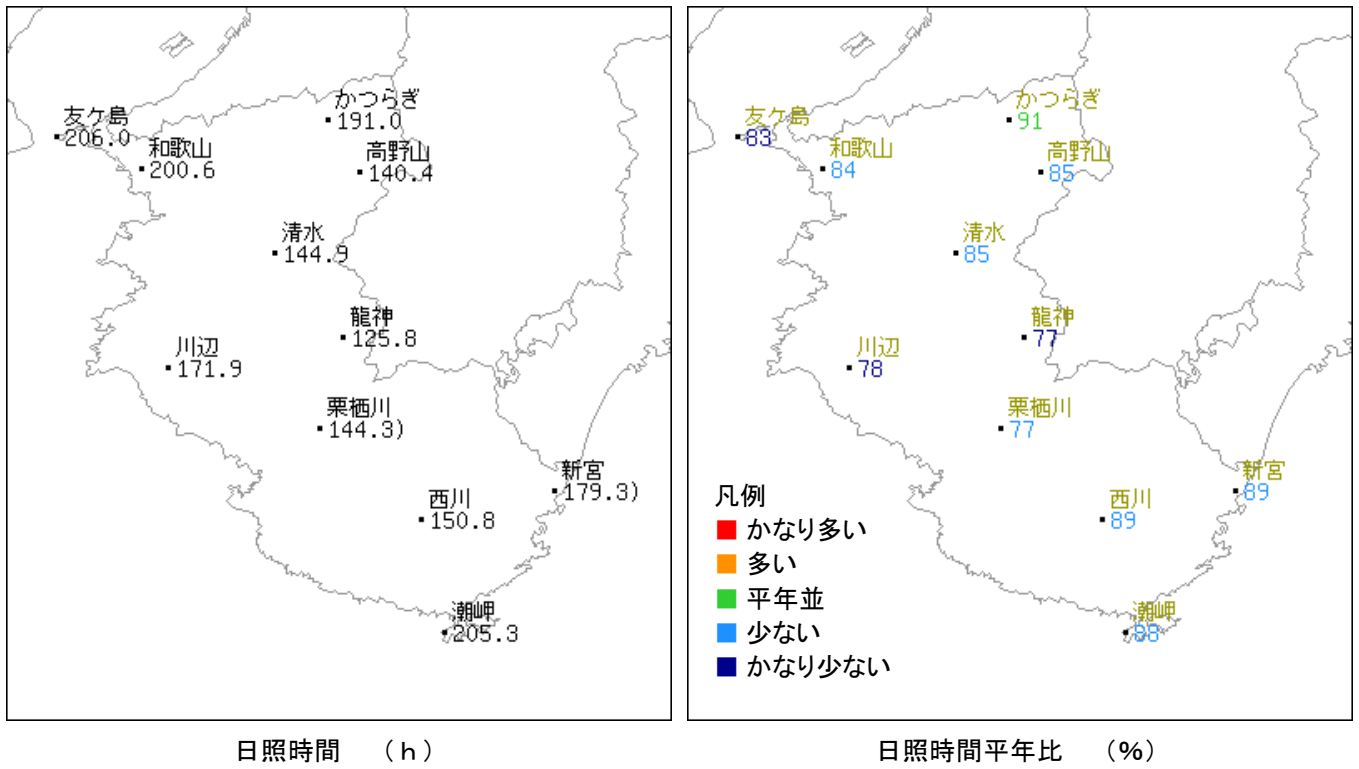 友ケ島
206.0
和歌山
200.6
かつらぎ
191.0
高野山
140.4
清水
144.9
龍神
125.8
川辺
171.9
栗栖川
144.3)
新宮
179.3)
西川
150.8
潮岬
205.3
日照時間 (h)
友ケ島
83
和歌山
84
かつらぎ
91
高野山
85
清水
85
龍神
77
川辺
78
栗栖川
77
新宮
89
西川
89
潮岬
88
凡例
かなり多い
多い
平年並
少ない
かなり少ない
日照時間平年比 (%)